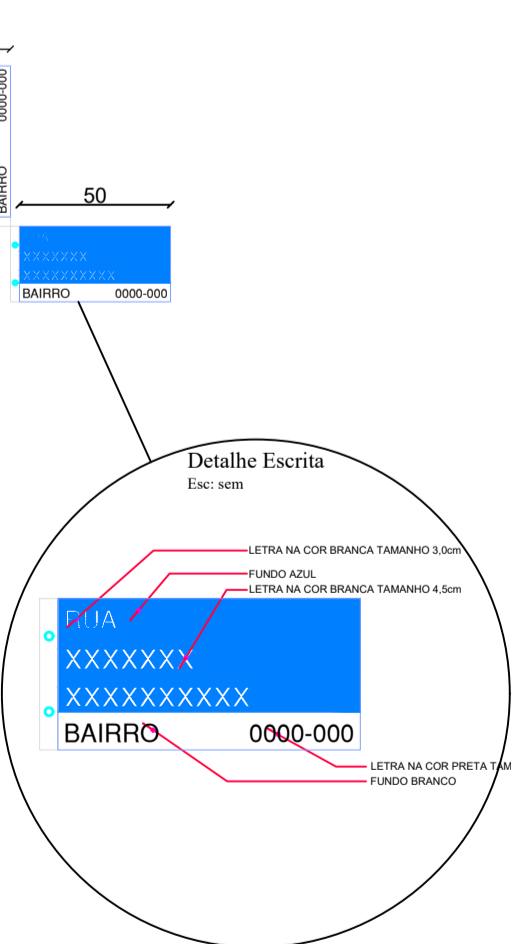 0000-000
BAIRRO
50
RUA
XXXXXXX
XXXXXXXXXX
BAIRRO 0000-000
Detalhe Escrita
Esc: sem
LETRA NA COR BRANCA TAMANHO 3,0cm
FUNDO AZUL
LETRA NA COR BRANCA TAMANHO 4,5cm
RUA
XXXXXXX
XXXXXXXXXX
BAIRRO 0000-000
LETRA NA COR PRETA TAM
FUNDO BRANCO